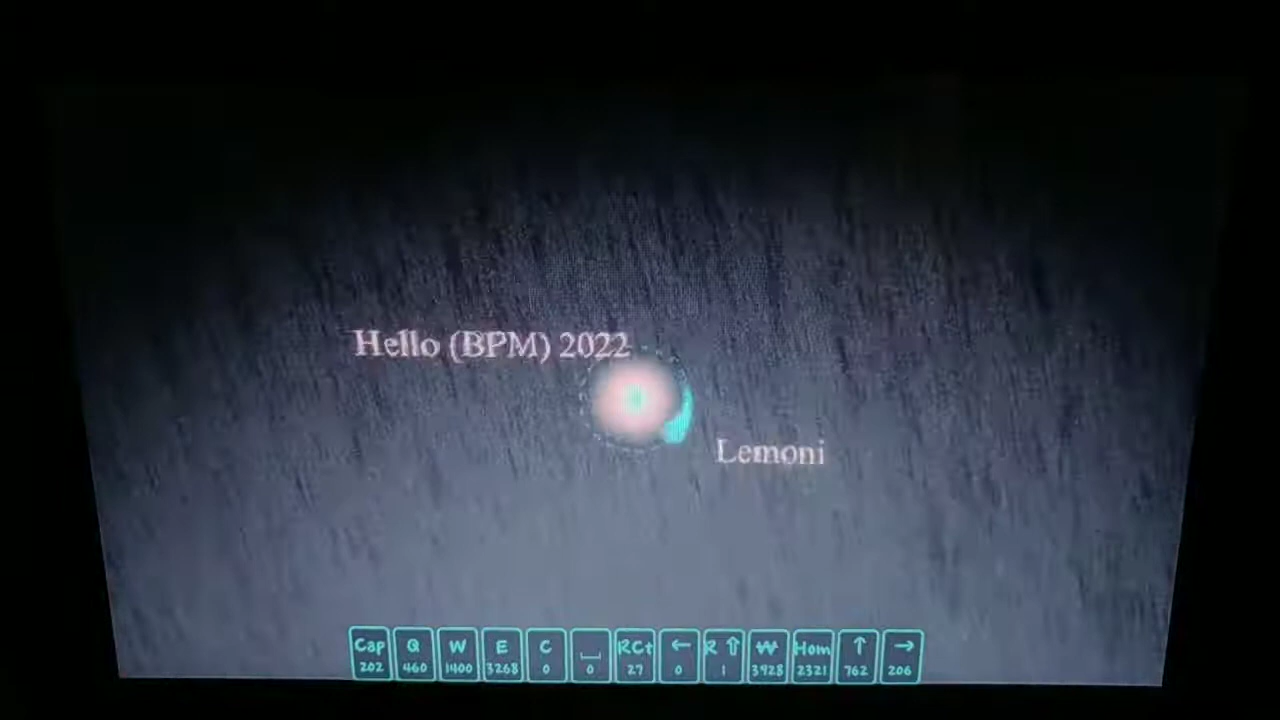 Hello (BPM) 2022
Lemoni
Cap Q W E C ⎵ RCt ← R⇧ ₩ Hom ↑ →
202 460 1400 3268 0 0 27 0 1 3928 2321 762 206